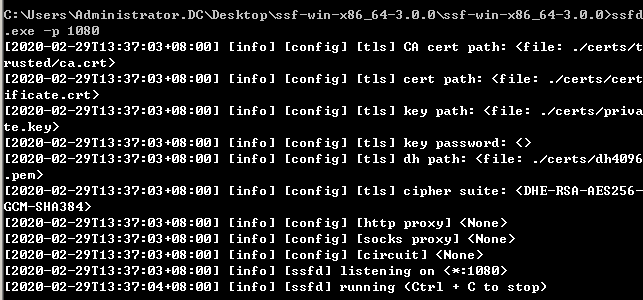 C:\Users\Administrator.DC\Desktop\ssf-win-x86_64-3.0.0\ssf-win-x86_64-3.0.0>ssfd
.exe -p 1080
[2020-02-29T13:37:03+08:00] [info] [config] [tls] CA cert path: <file: ./certs/t
rusted/ca.crt>
[2020-02-29T13:37:03+08:00] [info] [config] [tls] cert path: <file: ./certs/cert
ificate.crt>
[2020-02-29T13:37:03+08:00] [info] [config] [tls] key path: <file: ./certs/priva
te.key>
[2020-02-29T13:37:03+08:00] [info] [config] [tls] key password: <>
[2020-02-29T13:37:03+08:00] [info] [config] [tls] dh path: <file: ./certs/dh4096
.pem>
[2020-02-29T13:37:03+08:00] [info] [config] [tls] cipher suite: <DHE-RSA-AES256-
GCM-SHA384>
[2020-02-29T13:37:03+08:00] [info] [config] [http proxy] <None>
[2020-02-29T13:37:03+08:00] [info] [config] [socks proxy] <None>
[2020-02-29T13:37:03+08:00] [info] [config] [circuit] <None>
[2020-02-29T13:37:03+08:00] [info] [ssfd] listening on <*:1080>
[2020-02-29T13:37:04+08:00] [info] [ssfd] running (Ctrl + C to stop)